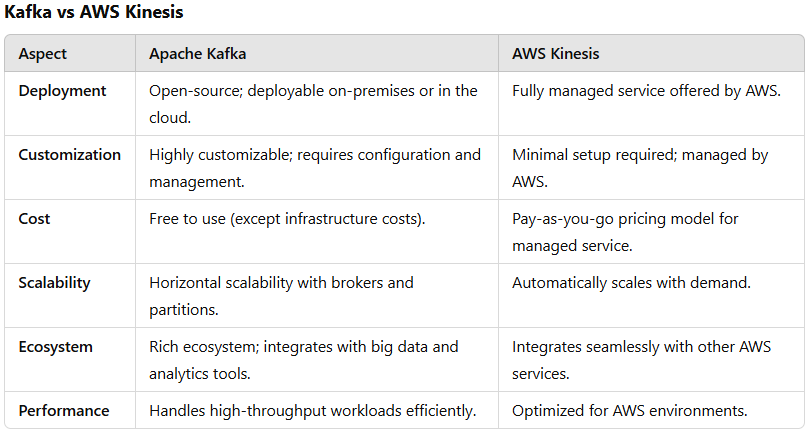 Kafka vs AWS Kinesis
Aspect Apache Kafka AWS Kinesis
Deployment Open-source; deployable on-premises or in the Fully managed service offered by AWS.
cloud.
Customization Highly customizable; requires configuration and Minimal setup required; managed by
management. AWS.
Cost Free to use (except infrastructure costs). Pay-as-you-go pricing model for
managed service.
Scalability Horizontal scalability with brokers and Automatically scales with demand.
partitions.
Ecosystem Rich ecosystem; integrates with big data and Integrates seamlessly with other AWS
analytics tools. services.
Performance Handles high-throughput workloads efficiently. Optimized for AWS environments.